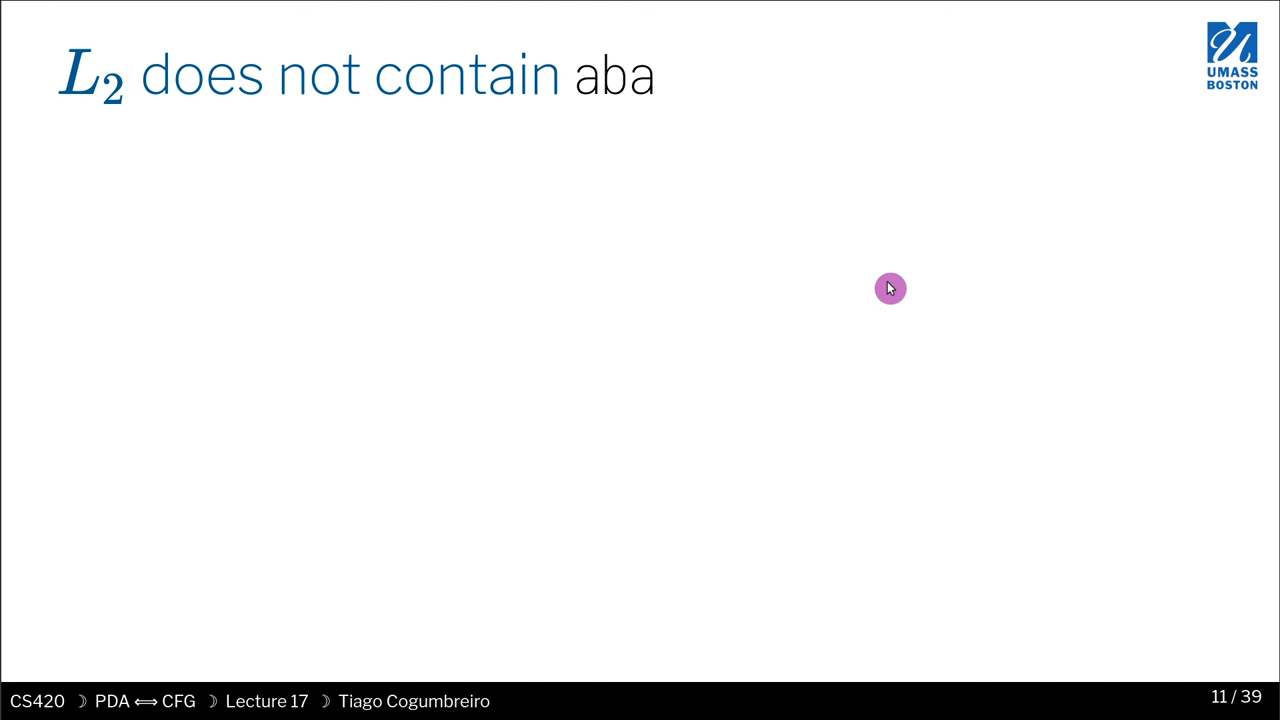 L₂ does not contain aba
UMASS
BOSTON
CS420 ☽ PDA ⟺ CFG ☽ Lecture 17 ☽ Tiago Cogumbreiro
11 / 39